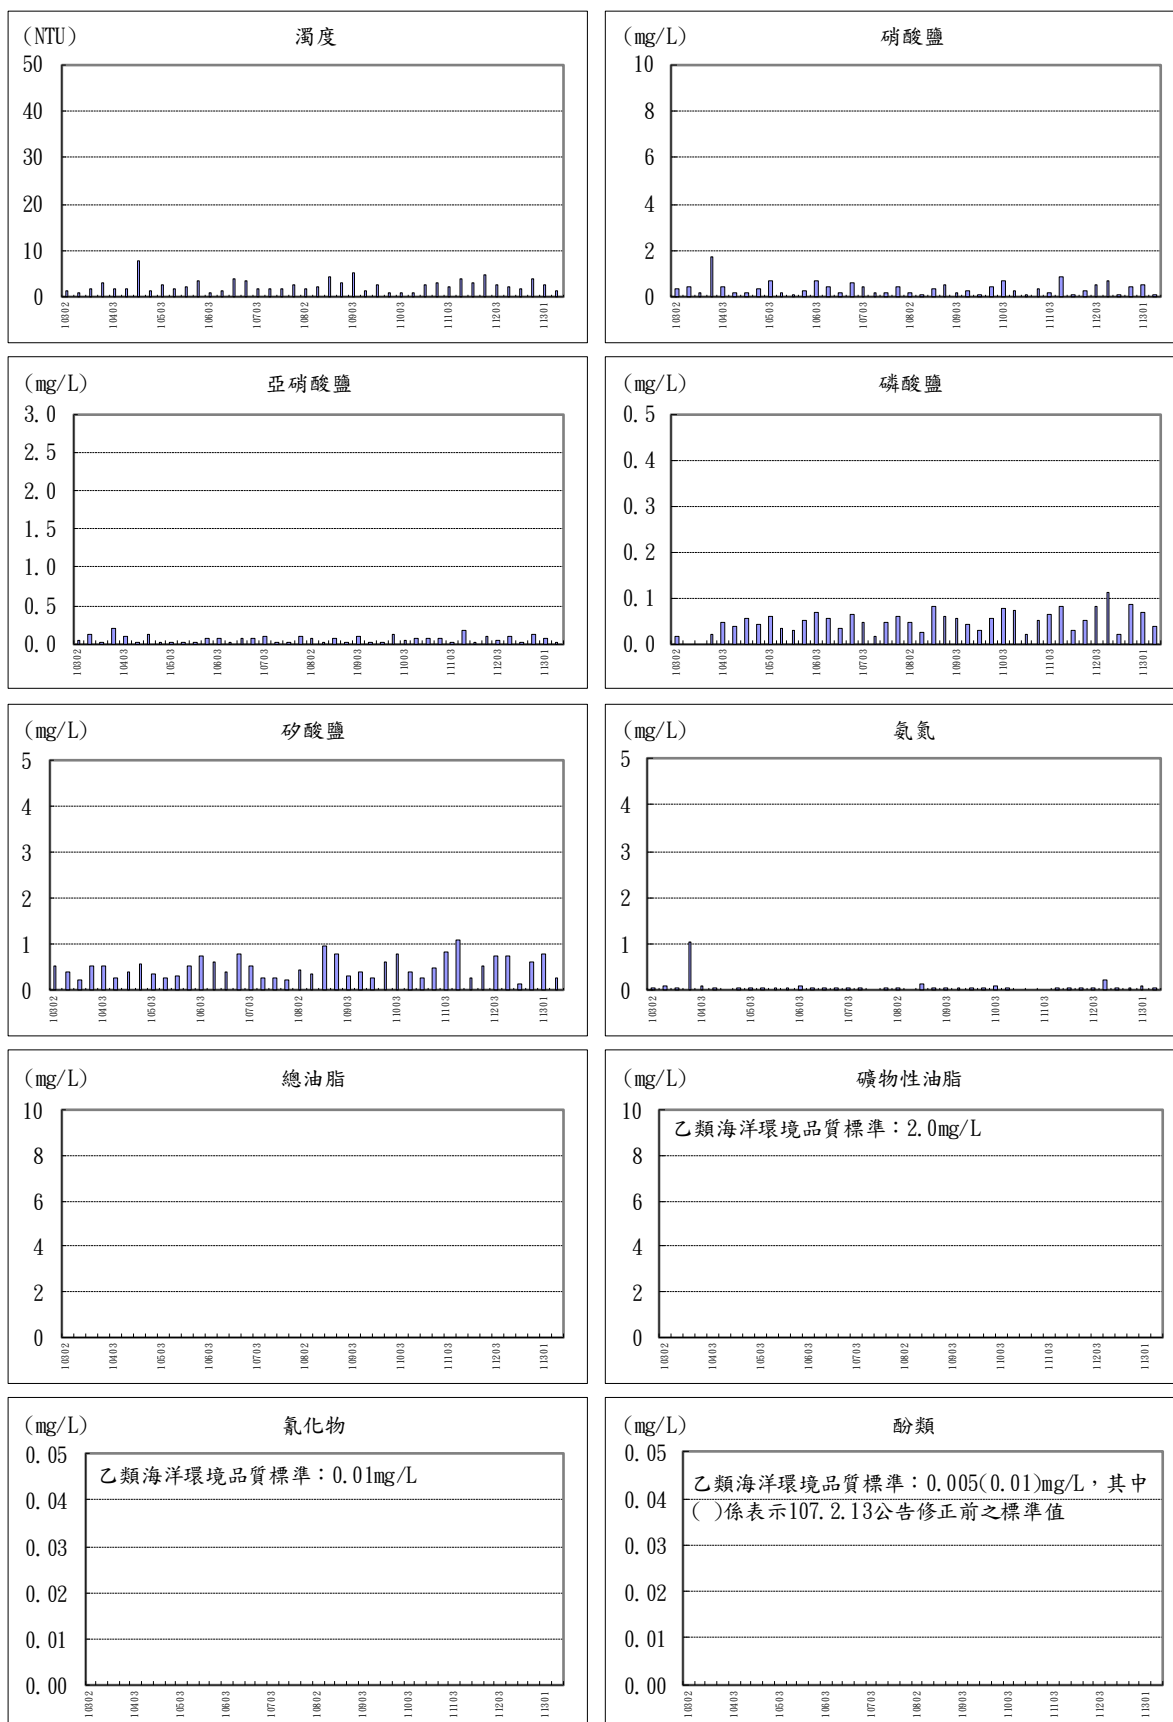 (NTU) 濁度
50
40
30
20
10
0
10302 10403 10503 10603 10703 10802 10903 11003 11103 11203 11301
(mg/L) 硝酸鹽
10
8
6
4
2
0
10302 10403 10503 10603 10703 10802 10903 11003 11103 11203 11301
(mg/L) 亞硝酸鹽
3.0
2.5
2.0
1.5
1.0
0.5
0.0
10302 10403 10503 10603 10703 10802 10903 11003 11103 11203 11301
(mg/L) 磷酸鹽
0.5
0.4
0.3
0.2
0.1
0.0
10302 10403 10503 10603 10703 10802 10903 11003 11103 11203 11301
(mg/L) 矽酸鹽
5
4
3
2
1
0
10302 10403 10503 10603 10703 10802 10903 11003 11103 11203 11301
(mg/L) 氨氮
5
4
3
2
1
0
10302 10403 10503 10603 10703 10802 10903 11003 11103 11203 11301
(mg/L) 總油脂
10
8
6
4
2
0
10302 10403 10503 10603 10703 10802 10903 11003 11103 11203 11301
(mg/L) 礦物性油脂
乙類海洋環境品質標準：2.0mg/L
10
8
6
4
2
0
10302 10403 10503 10603 10703 10802 10903 11003 11103 11203 11301
(mg/L) 氰化物
乙類海洋環境品質標準：0.01mg/L
0.05
0.04
0.03
0.02
0.01
0.00
10302 10403 10503 10603 10703 10802 10903 11003 11103 11203 11301
(mg/L) 酚類
乙類海洋環境品質標準：0.005(0.01)mg/L，其中
( )係表示107.2.13公告修正前之標準值
0.05
0.04
0.03
0.02
0.01
0.00
10302 10403 10503 10603 10703 10802 10903 11003 11103 11203 11301